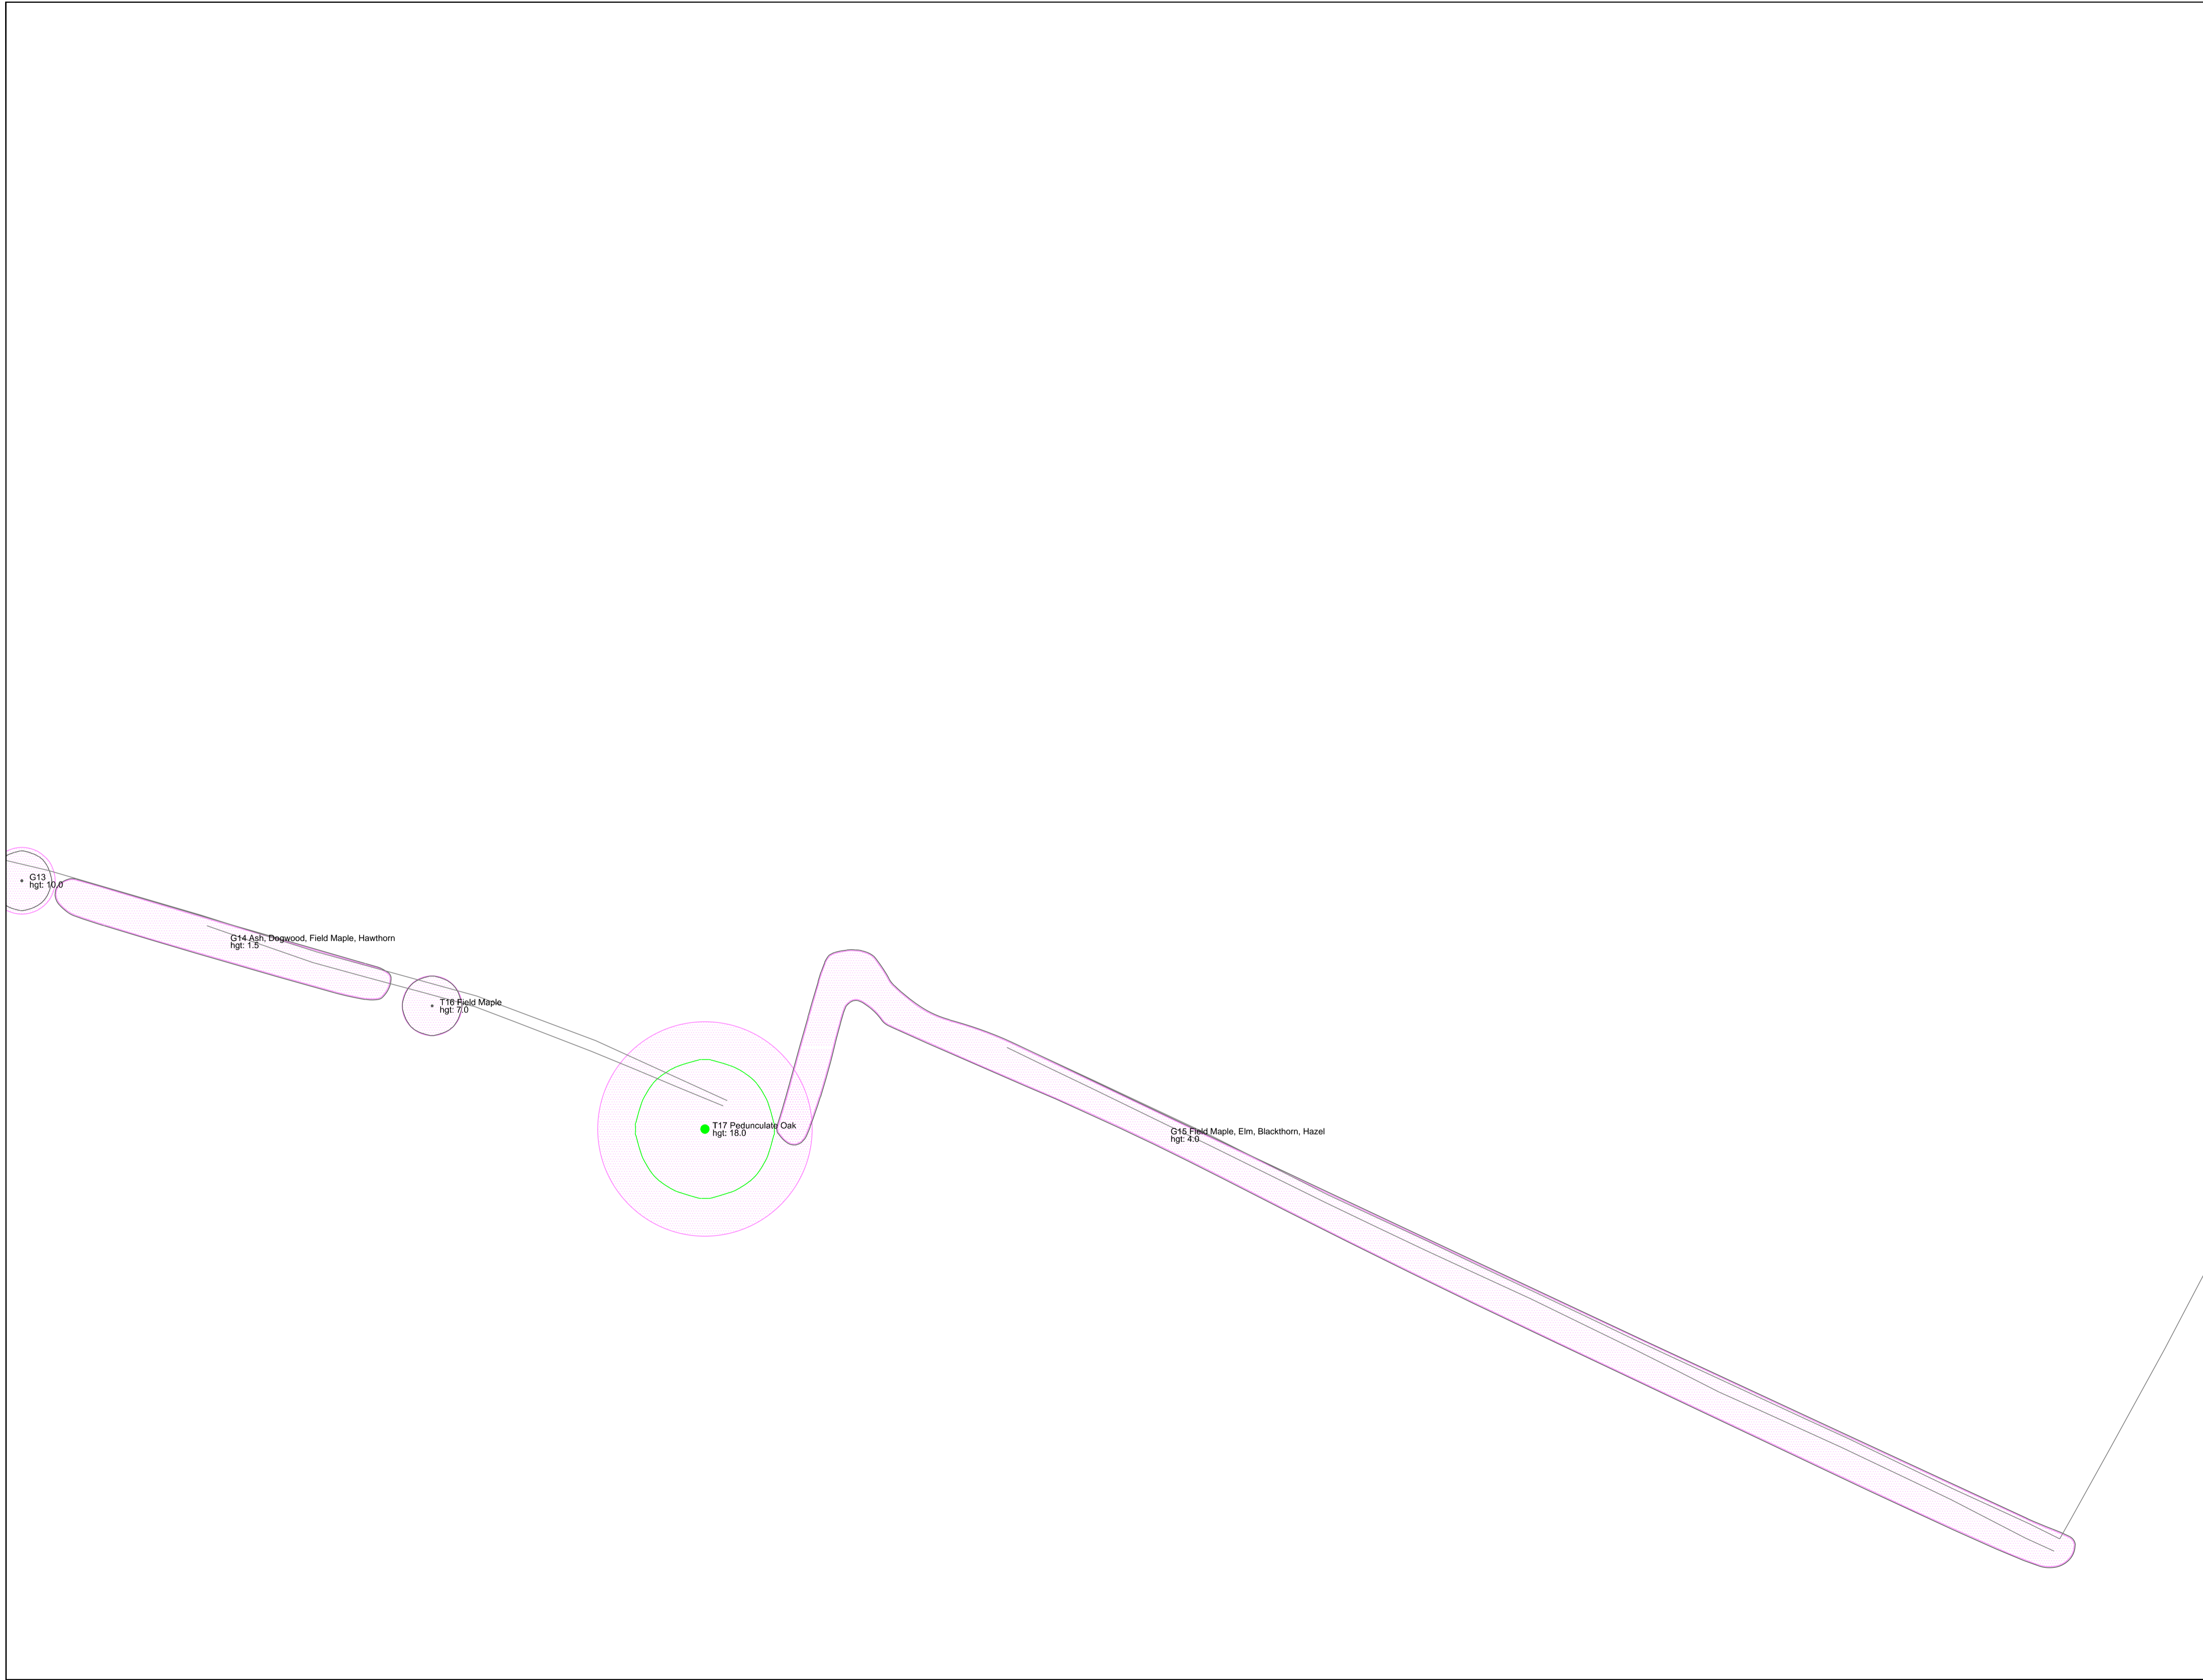 G13
hgt: 10.0
G14 Ash, Dogwood, Field Maple, Hawthorn
hgt: 1.5
T16 Field Maple
hgt: 7.0
T17 Pedunculate Oak
hgt: 18.0
G15 Field Maple, Elm, Blackthorn, Hazel
hgt: 4.0